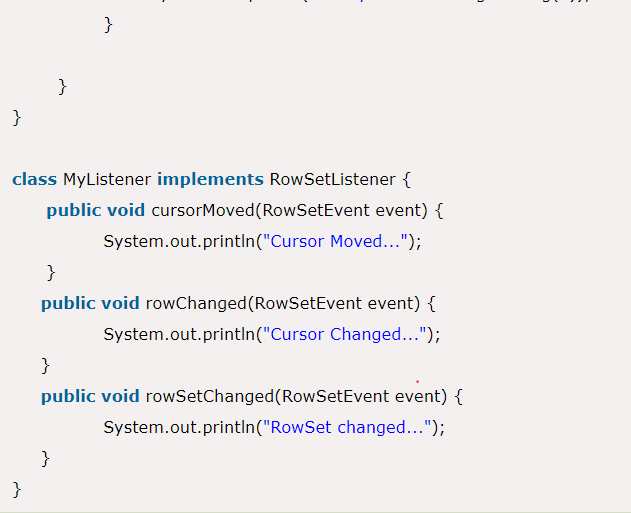 }
}
}
class MyListener implements RowSetListener {
public void cursorMoved(RowSetEvent event) {
System.out.println("Cursor Moved...");
}
public void rowChanged(RowSetEvent event) {
System.out.println("Cursor Changed...");
}
public void rowSetChanged(RowSetEvent event) {
System.out.println("RowSet changed...");
}
}